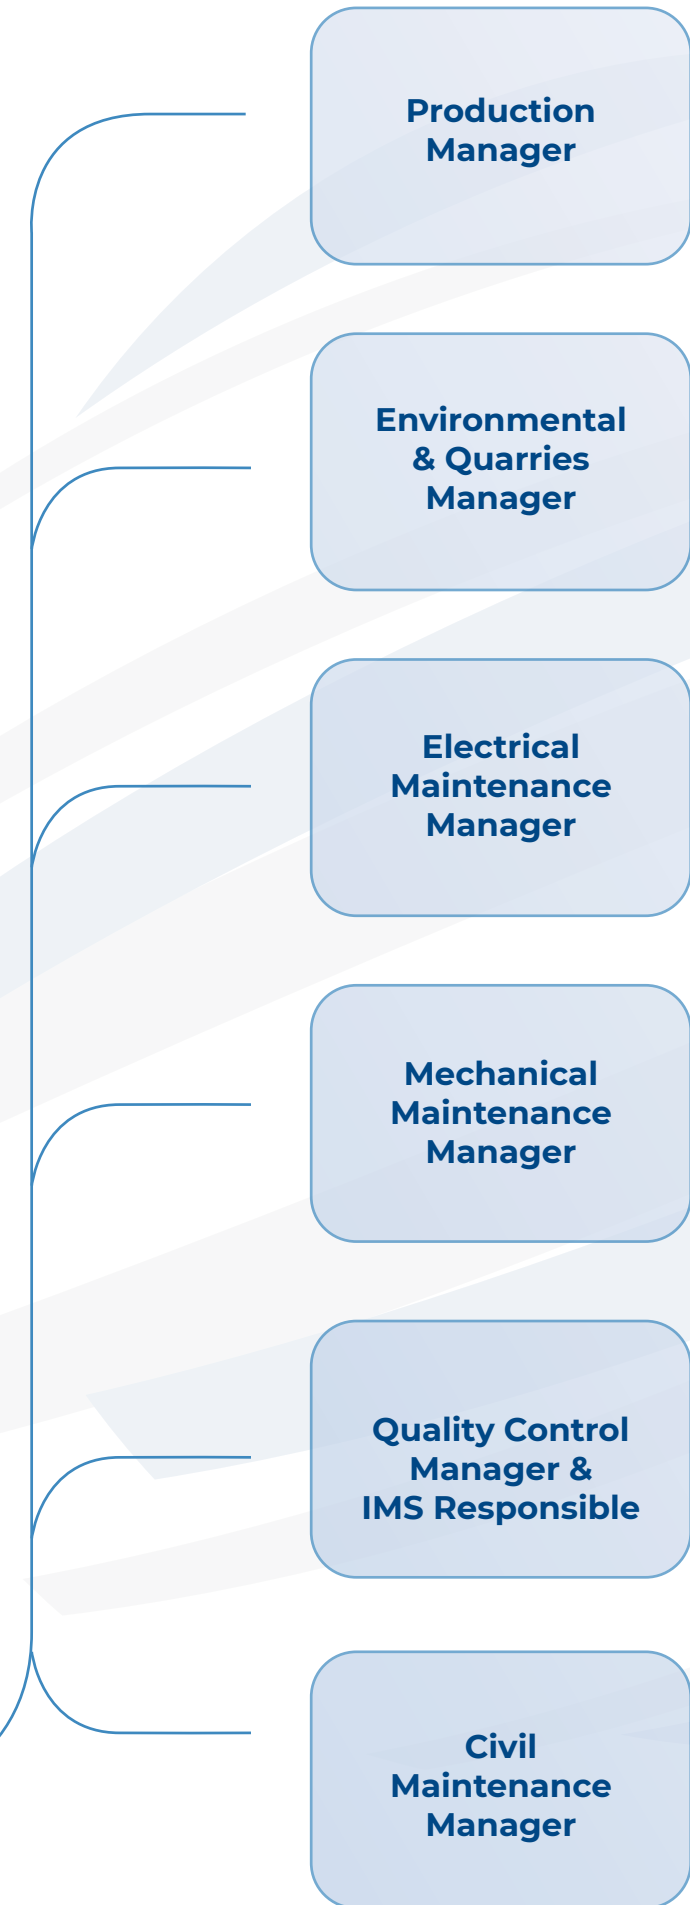 Production
Manager
Environmental
& Quarries
Manager
Electrical
Maintenance
Manager
Mechanical
Maintenance
Manager
Quality Control
Manager &
IMS Responsible
Civil
Maintenance
Manager